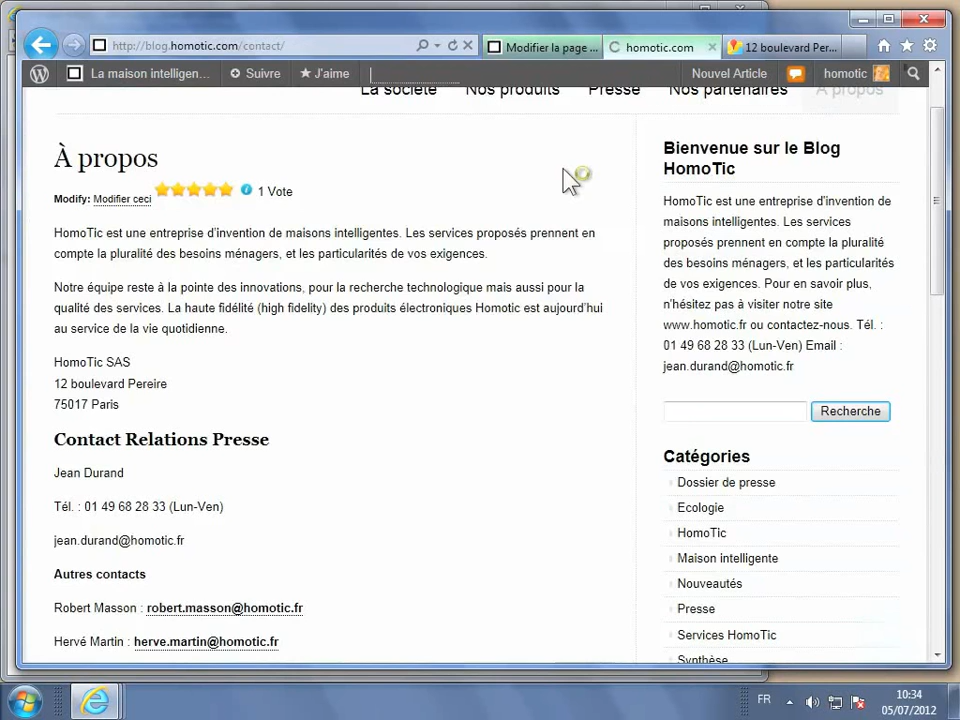 http://blog.homotic.com/contact/
Modifier la page ...
homotic.com
12 boulevard Per...
La maison intelligen...
Suivre
J'aime
Nouvel Article
homotic
La société
Nos produits
Presse
Nos partenaires
À propos
À propos
Modify: Modifier ceci
1 Vote
HomoTic est une entreprise d'invention de maisons intelligentes. Les services proposés prennent en
compte la pluralité des besoins ménagers, et les particularités de vos exigences.
Notre équipe reste à la pointe des innovations, pour la recherche technologique mais aussi pour la
qualité des services. La haute fidélité (high fidelity) des produits électroniques Homotic est aujourd'hui
au service de la vie quotidienne.
HomoTic SAS
12 boulevard Pereire
75017 Paris
Contact Relations Presse
Jean Durand
Tél. : 01 49 68 28 33 (Lun-Ven)
jean.durand@homotic.fr
Autres contacts
Robert Masson : robert.masson@homotic.fr
Hervé Martin : herve.martin@homotic.fr
Bienvenue sur le Blog
HomoTic
HomoTic est une entreprise d'invention
de maisons intelligentes. Les services
proposés prennent en compte la pluralité
des besoins ménagers, et les particularités
de vos exigences. Pour en savoir plus,
n'hésitez pas à visiter notre site
www.homotic.fr ou contactez-nous. Tél. :
01 49 68 28 33 (Lun-Ven) Email :
jean.durand@homotic.fr
Recherche
Catégories
Dossier de presse
Ecologie
HomoTic
Maison intelligente
Nouveautés
Presse
Services HomoTic
Synthèse
FR
10:34
05/07/2012